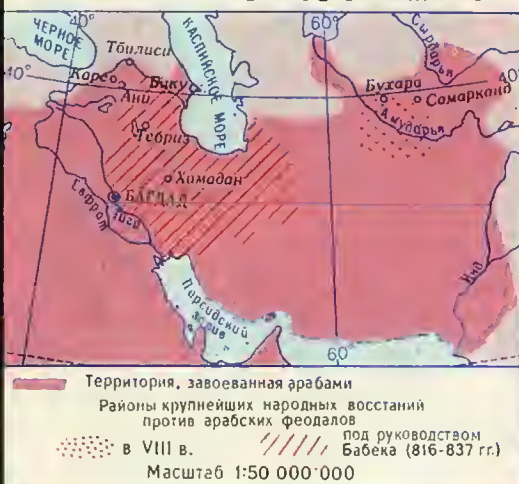 ЧЕРНОЕ
МОРЕ
40°
60°
КАСПИЙСКОЕ МОРЕ
Сырдарья
Тбилиси
40°
Карс
Ани
Баку
Бухара
40°
Самарканд
Амударья
Тебриз
Хамадан
БАГДАД
Евфрат
Тигр
Инд
Персидский
залив
60
Территория, завоеванная арабами
Районы крупнейших народных восстаний
против арабских феодалов
в VIII в.
под руководством
Бабека (816-837 гг.)
Масштаб 1:50 000 000